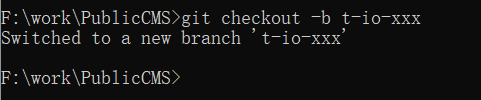 F:\work\PublicCMS>git checkout -b t-io-xxx
Switched to a new branch 't-io-xxx'
F:\work\PublicCMS>